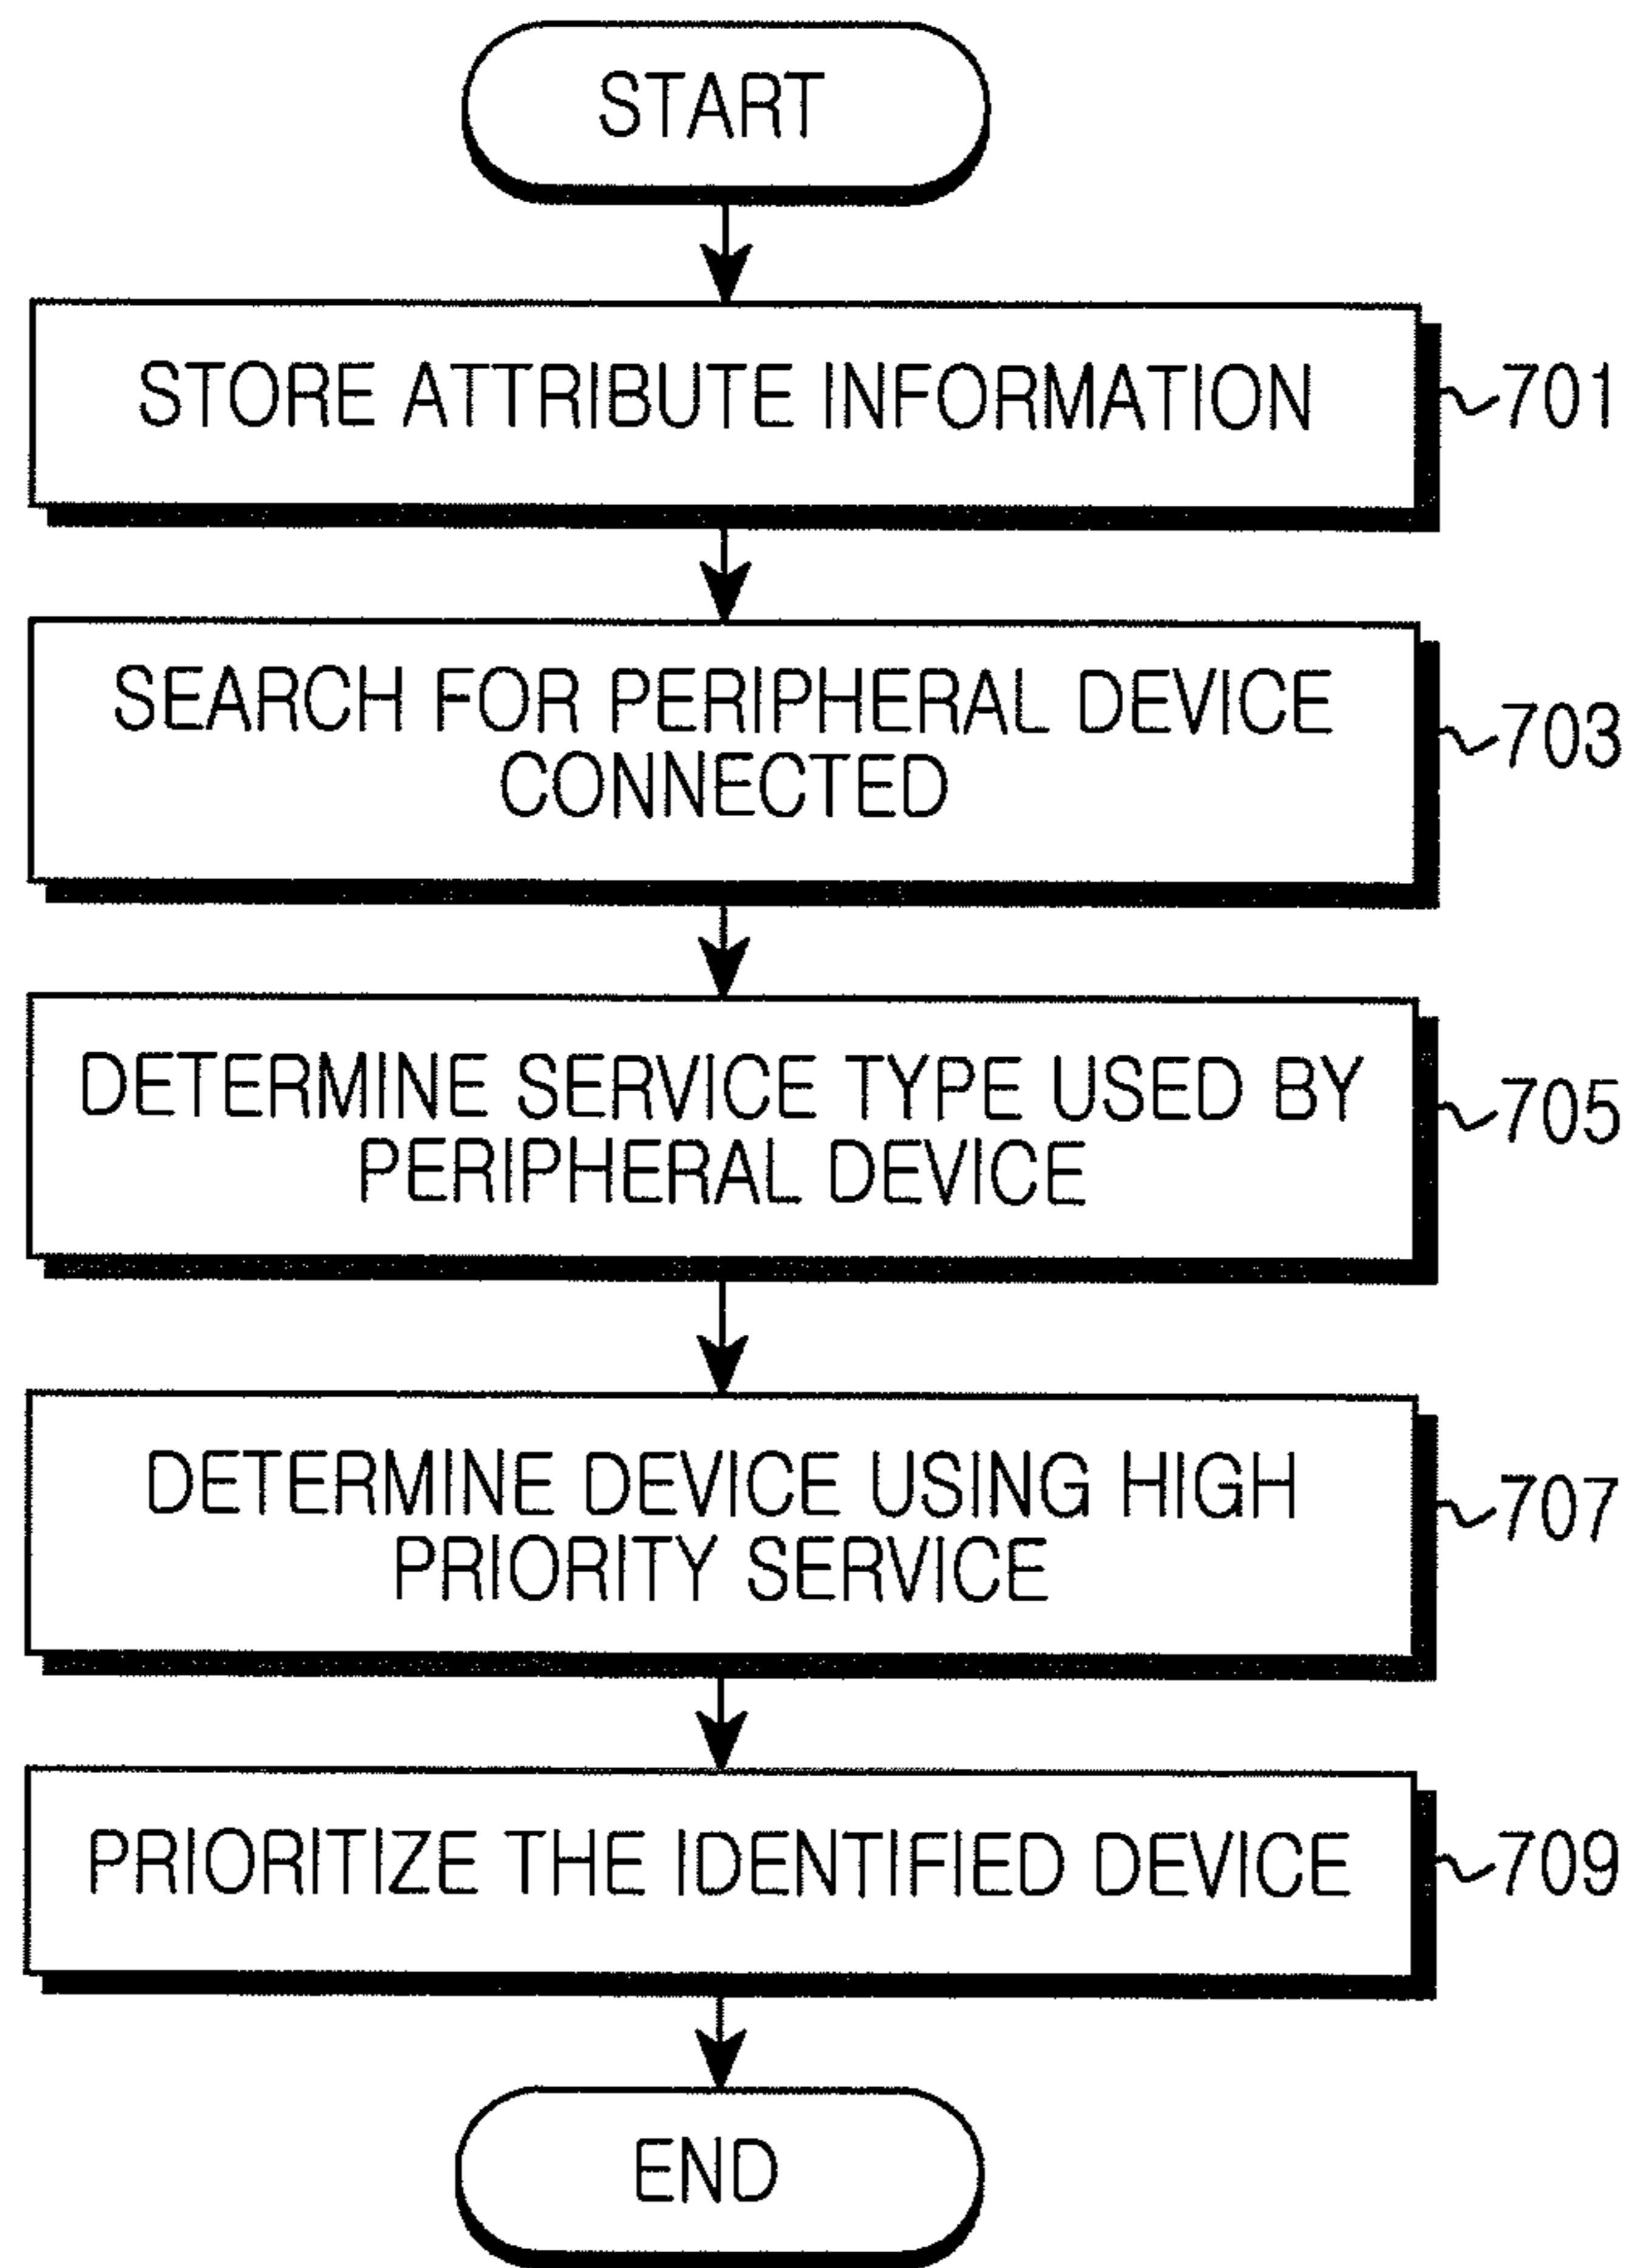 START
STORE ATTRIBUTE INFORMATION
701
SEARCH FOR PERIPHERAL DEVICE
CONNECTED
703
DETERMINE SERVICE TYPE USED BY
PERIPHERAL DEVICE
705
DETERMINE DEVICE USING HIGH
PRIORITY SERVICE
707
PRIORITIZE THE IDENTIFIED DEVICE
709
END